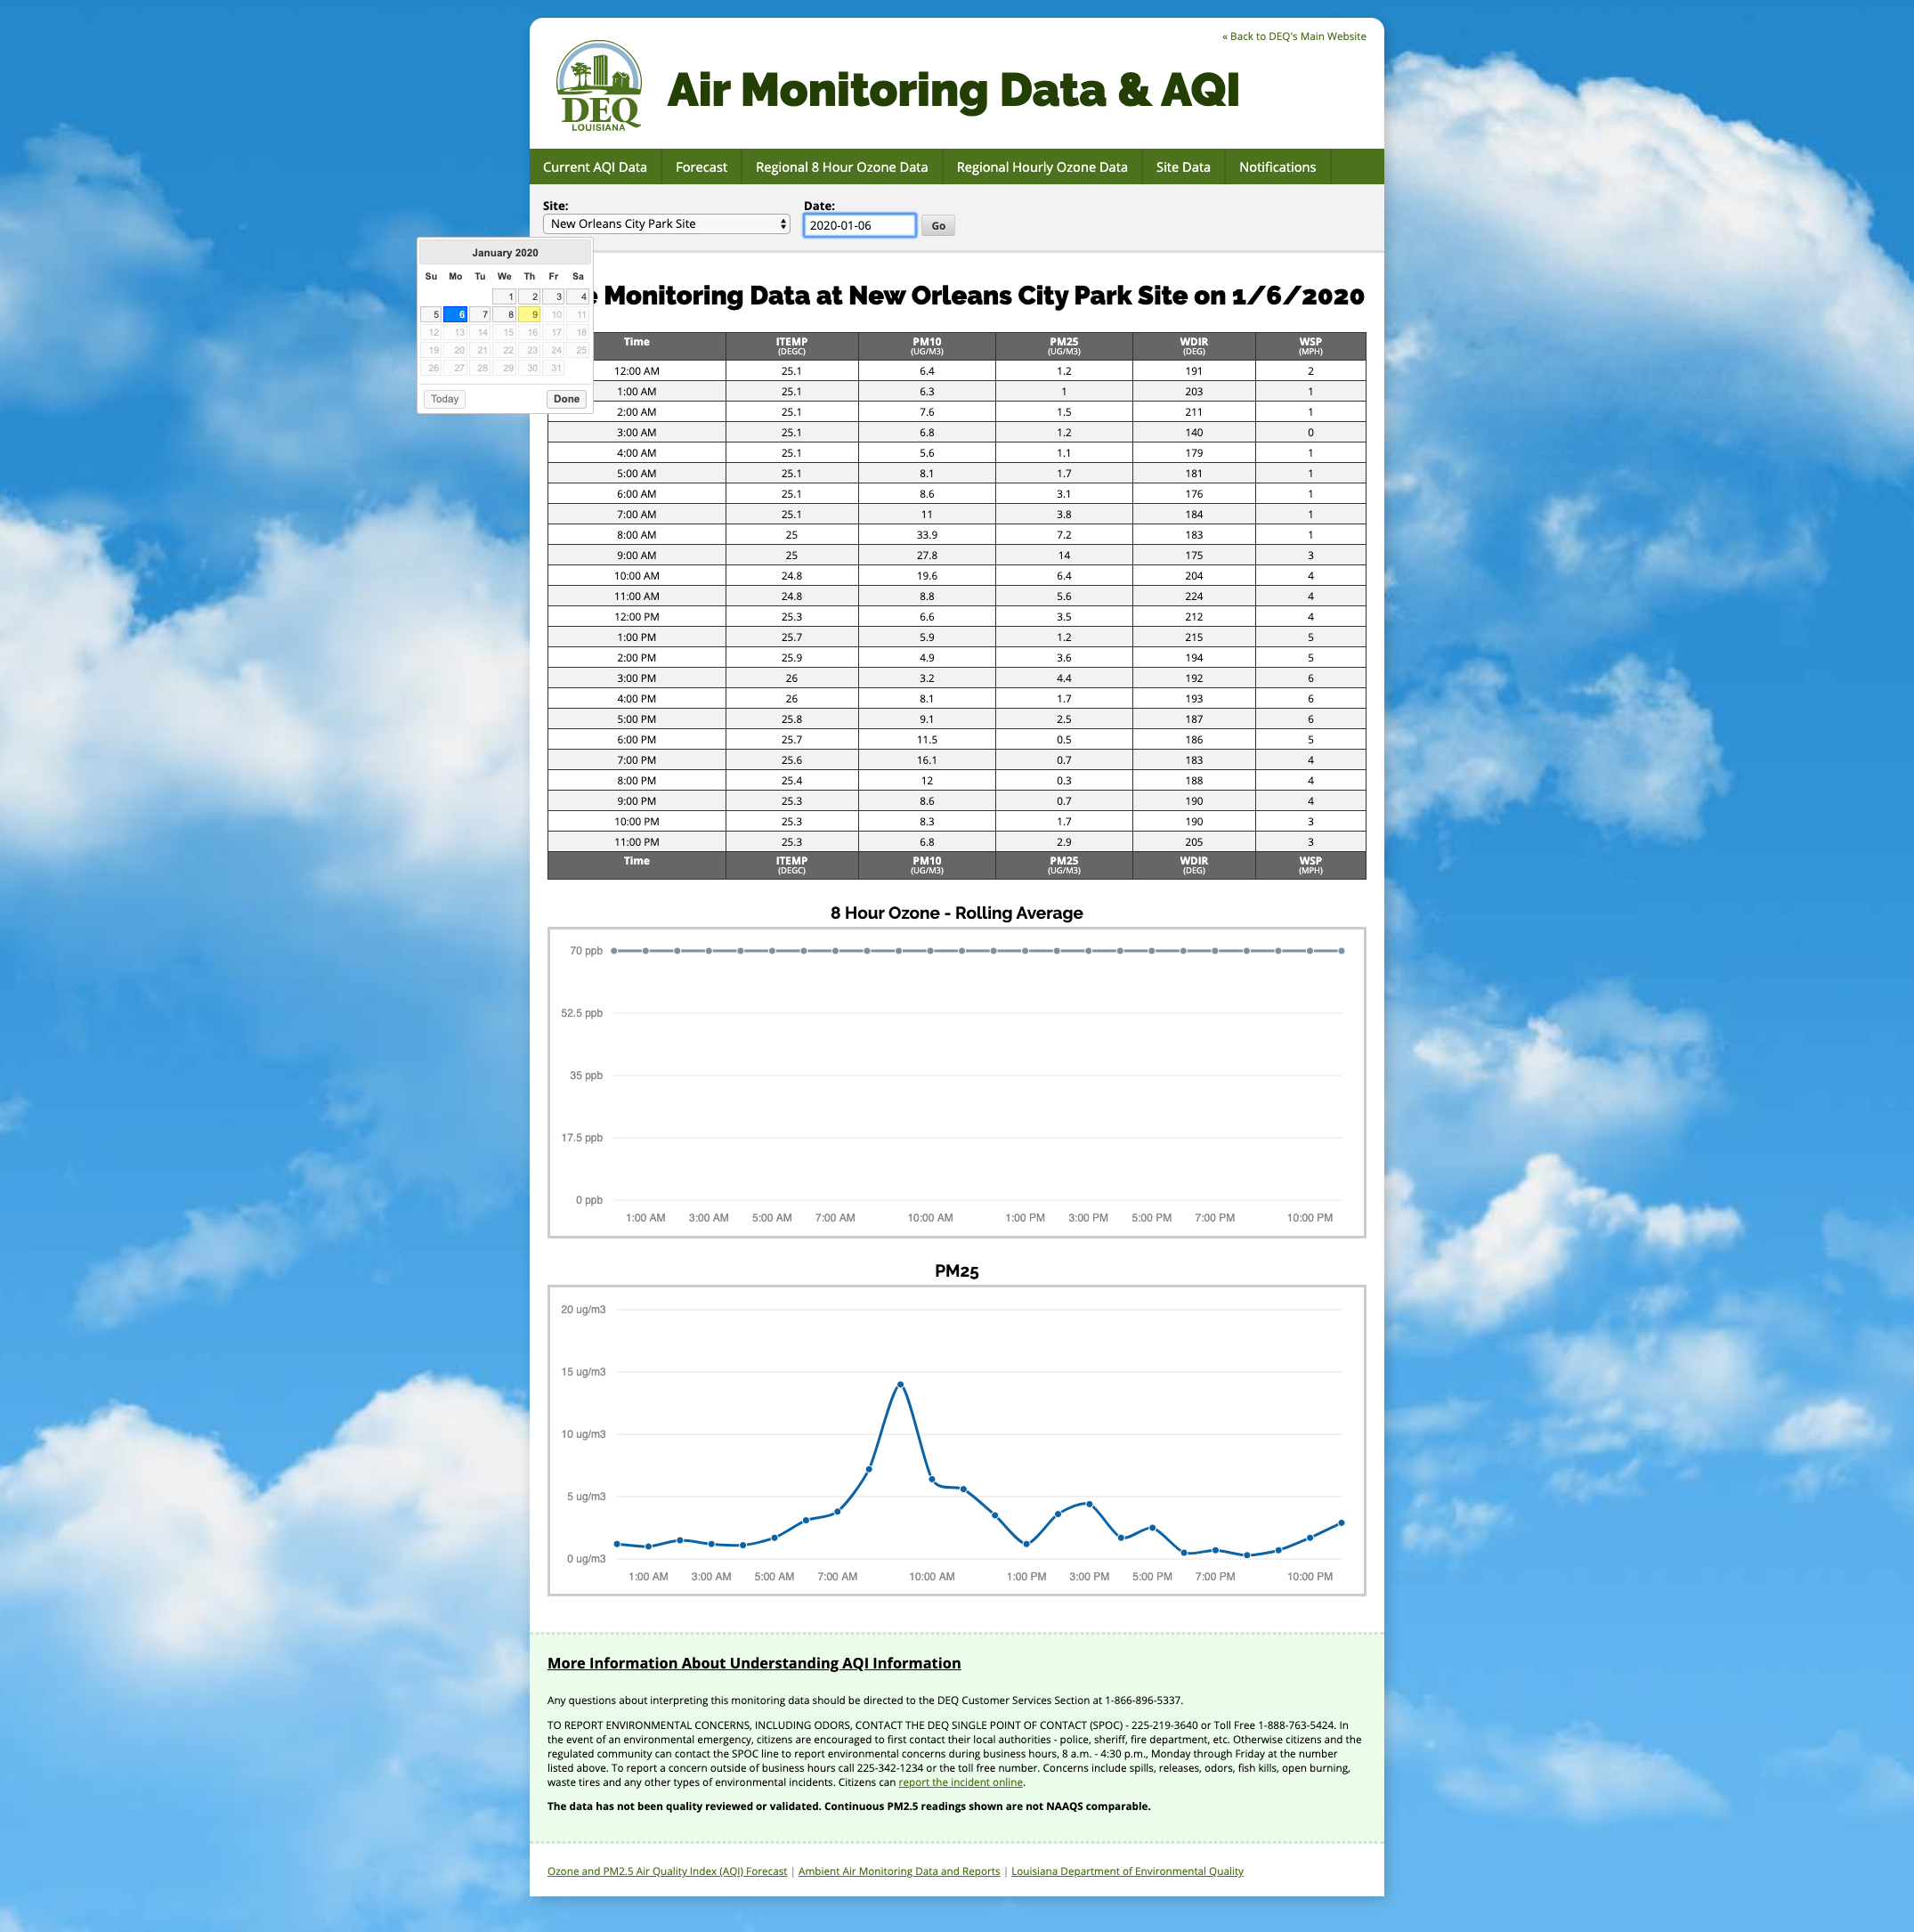 « Back to DEQ's Main Website
DEQ
LOUISIANA
Air Monitoring Data & AQI
Current AQI Data Forecast Regional 8 Hour Ozone Data Regional Hourly Ozone Data Site Data Notifications
Site: Date:
New Orleans City Park Site 2020-01-06 Go
January 2020
Su Mo Tu We Th Fr Sa
1 2 3 4
5 6 7 8 9 10 11
12 13 14 15 16 17 18
19 20 21 22 23 24 25
26 27 28 29 30 31
Today Done
Monitoring Data at New Orleans City Park Site on 1/6/2020
Time ITEMP PM10 PM25 WDIR WSP
(DEGC) (UG/M3) (UG/M3) (DEG) (MPH)
12:00 AM 25.1 6.4 1.2 191 2
1:00 AM 25.1 6.3 1 203 1
2:00 AM 25.1 7.6 1.5 211 1
3:00 AM 25.1 6.8 1.2 140 0
4:00 AM 25.1 5.6 1.1 179 1
5:00 AM 25.1 8.1 1.7 181 1
6:00 AM 25.1 8.6 3.1 176 1
7:00 AM 25.1 11 3.8 184 1
8:00 AM 25 33.9 7.2 183 1
9:00 AM 25 27.8 14 175 3
10:00 AM 24.8 19.6 6.4 204 4
11:00 AM 24.8 8.8 5.6 224 4
12:00 PM 25.3 6.6 3.5 212 4
1:00 PM 25.7 5.9 1.2 215 5
2:00 PM 25.9 4.9 3.6 194 5
3:00 PM 26 3.2 4.4 192 6
4:00 PM 26 8.1 1.7 193 6
5:00 PM 25.8 9.1 2.5 187 6
6:00 PM 25.7 11.5 0.5 186 5
7:00 PM 25.6 16.1 0.7 183 4
8:00 PM 25.4 12 0.3 188 4
9:00 PM 25.3 8.6 0.7 190 4
10:00 PM 25.3 8.3 1.7 190 3
11:00 PM 25.3 6.8 2.9 205 3
Time ITEMP PM10 PM25 WDIR WSP
(DEGC) (UG/M3) (UG/M3) (DEG) (MPH)
8 Hour Ozone - Rolling Average
70 ppb
52.5 ppb
35 ppb
17.5 ppb
0 ppb
1:00 AM 3:00 AM 5:00 AM 7:00 AM 10:00 AM 1:00 PM 3:00 PM 5:00 PM 7:00 PM 10:00 PM
PM25
20 ug/m3
15 ug/m3
10 ug/m3
5 ug/m3
0 ug/m3
1:00 AM 3:00 AM 5:00 AM 7:00 AM 10:00 AM 1:00 PM 3:00 PM 5:00 PM 7:00 PM 10:00 PM
More Information About Understanding AQI Information
Any questions about interpreting this monitoring data should be directed to the DEQ Customer Services Section at 1-866-896-5337.
TO REPORT ENVIRONMENTAL CONCERNS, INCLUDING ODORS, CONTACT THE DEQ SINGLE POINT OF CONTACT (SPOC) - 225-219-3640 or Toll Free 1-888-763-5424. In
the event of an environmental emergency, citizens are encouraged to first contact their local authorities - police, sheriff, fire department, etc. Otherwise citizens and the
regulated community can contact the SPOC line to report environmental concerns during business hours, 8 a.m. - 4:30 p.m., Monday through Friday at the number
listed above. To report a concern outside of business hours call 225-342-1234 or the toll free number. Concerns include spills, releases, odors, fish kills, open burning,
waste tires and any other types of environmental incidents. Citizens can report the incident online.
The data has not been quality reviewed or validated. Continuous PM2.5 readings shown are not NAAQS comparable.
Ozone and PM2.5 Air Quality Index (AQI) Forecast | Ambient Air Monitoring Data and Reports | Louisiana Department of Environmental Quality